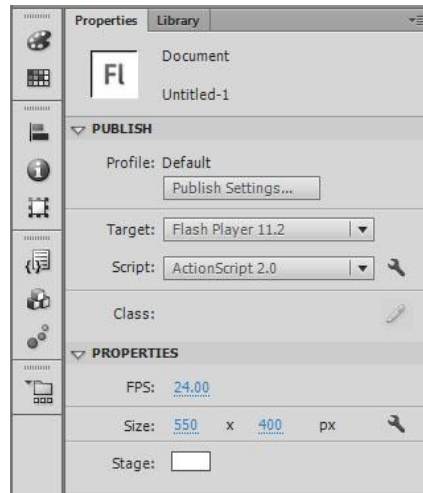 Properties Library
Fl
Document
Untitled-1
PUBLISH
Profile: Default
Publish Settings...
Target: Flash Player 11.2
Script: ActionScript 2.0
Class:
PROPERTIES
FPS: 24.00
Size: 550 x 400 px
Stage: